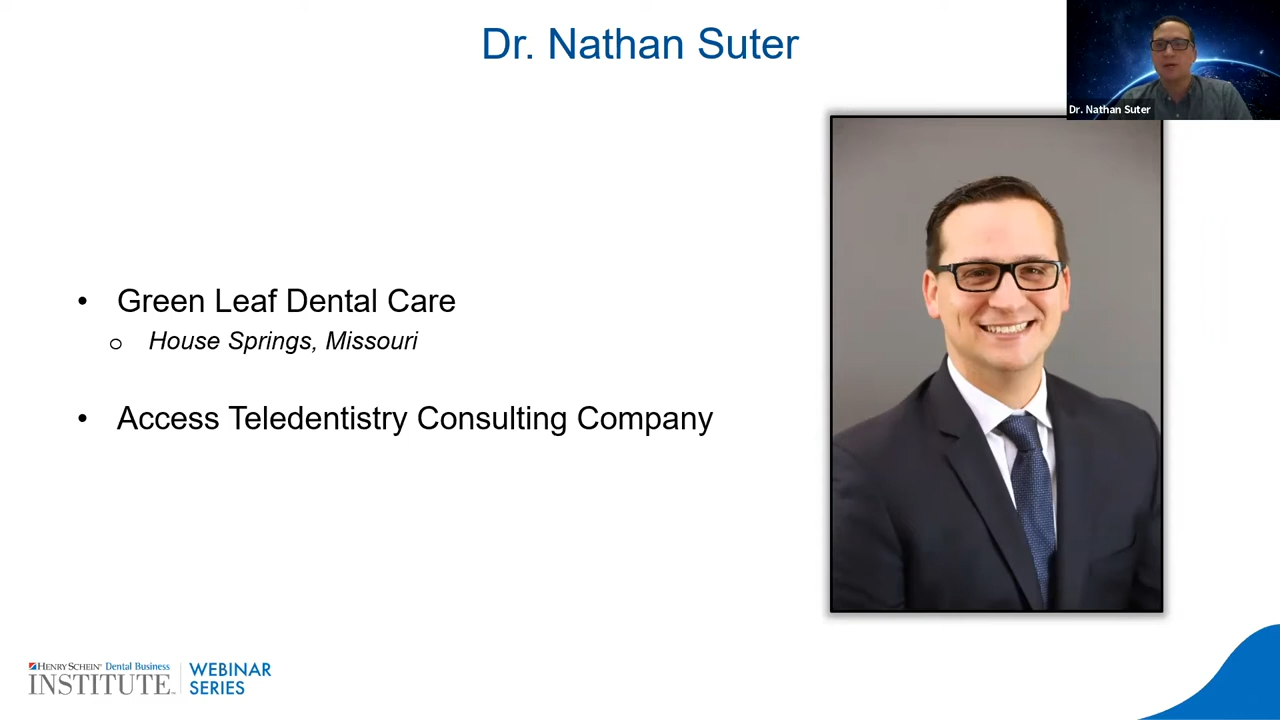 Dr. Nathan Suter
Dr. Nathan Suter
• Green Leaf Dental Care
o House Springs, Missouri
• Access Teledentistry Consulting Company
HENRY SCHEIN® Dental Business
INSTITUTE™
WEBINAR
SERIES